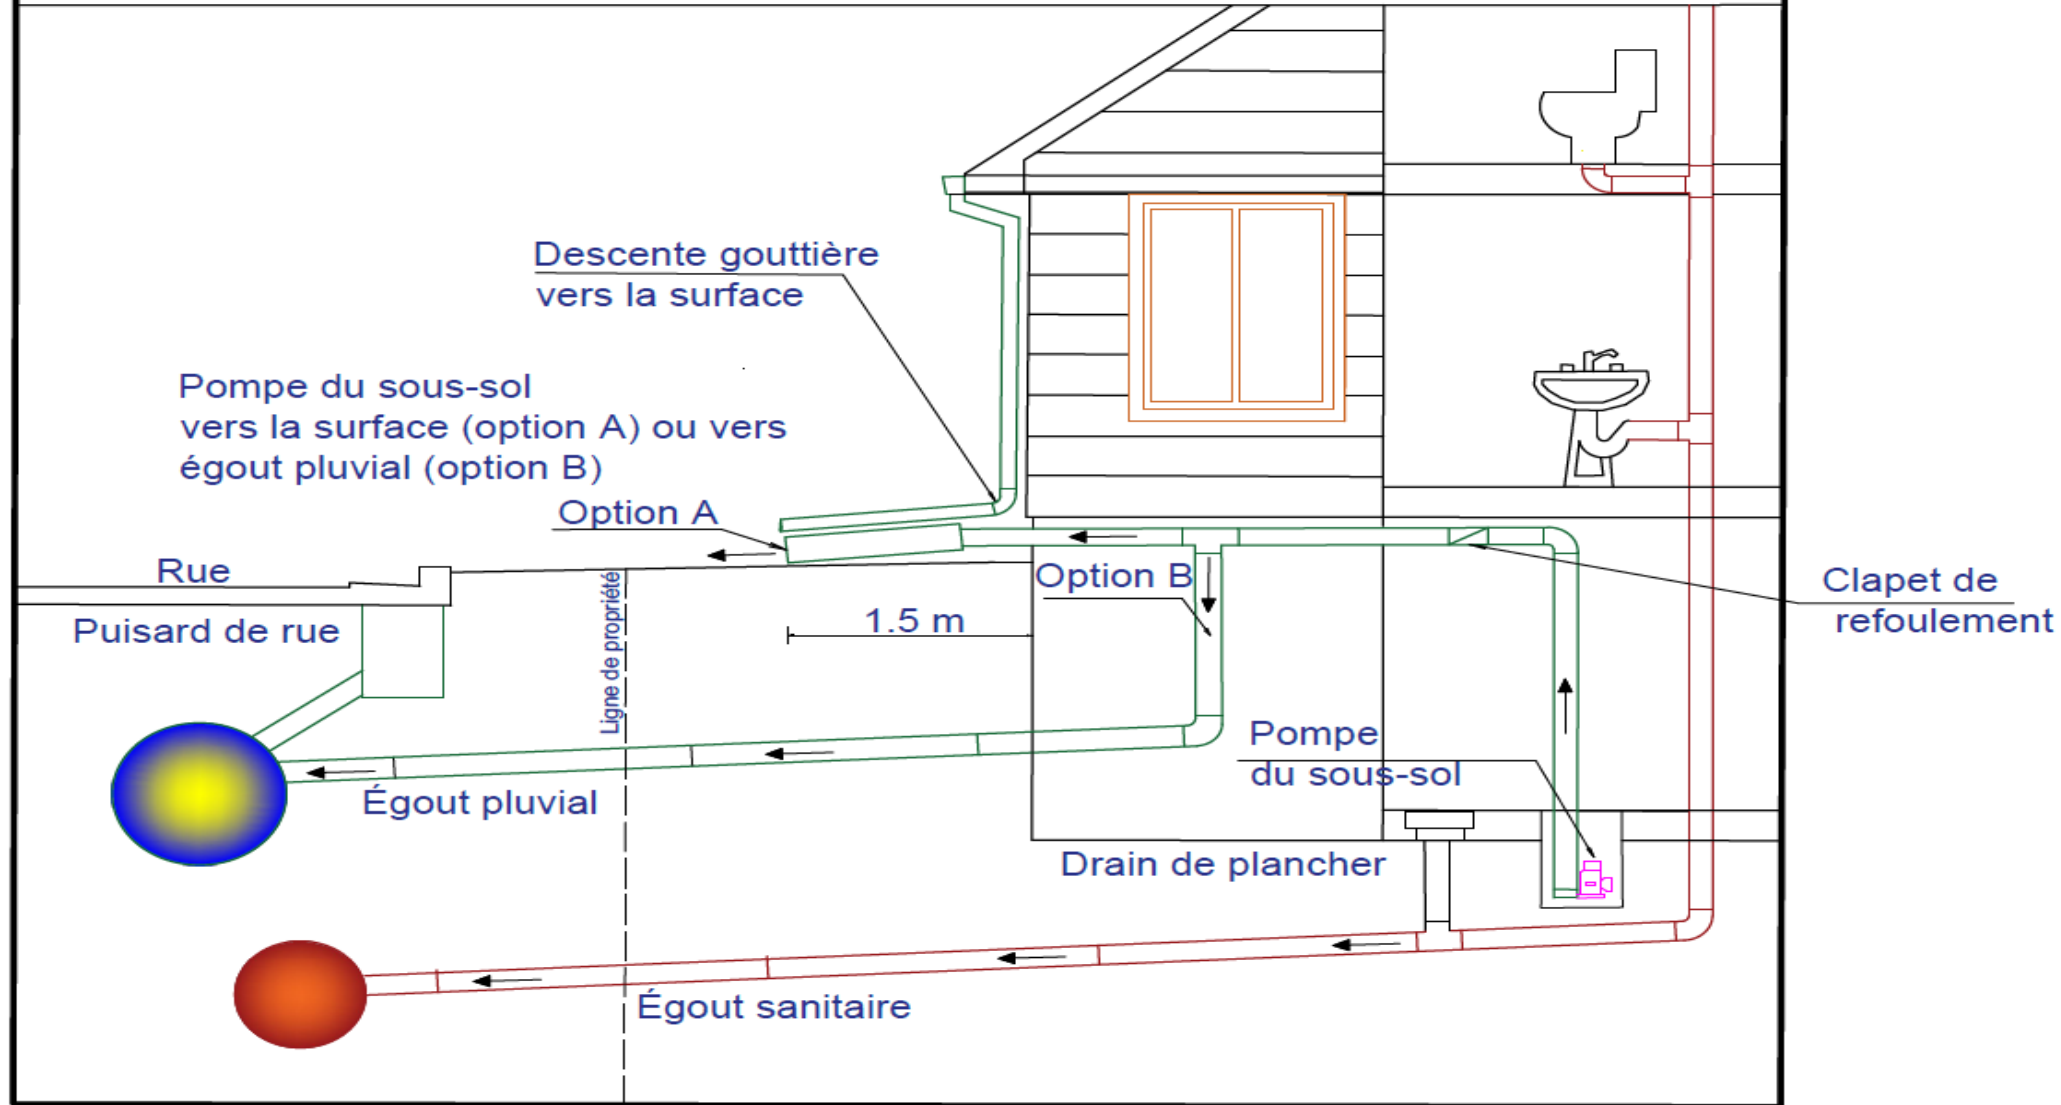 Descente gouttière
vers la surface
Pompe du sous-sol
vers la surface (option A) ou vers
égout pluvial (option B)
Option A
Rue
Puisard de rue
Ligne de propriété
1.5 m
Option B
Clapet de
refoulement
Pompe
du sous-sol
Égout pluvial
Drain de plancher
Égout sanitaire